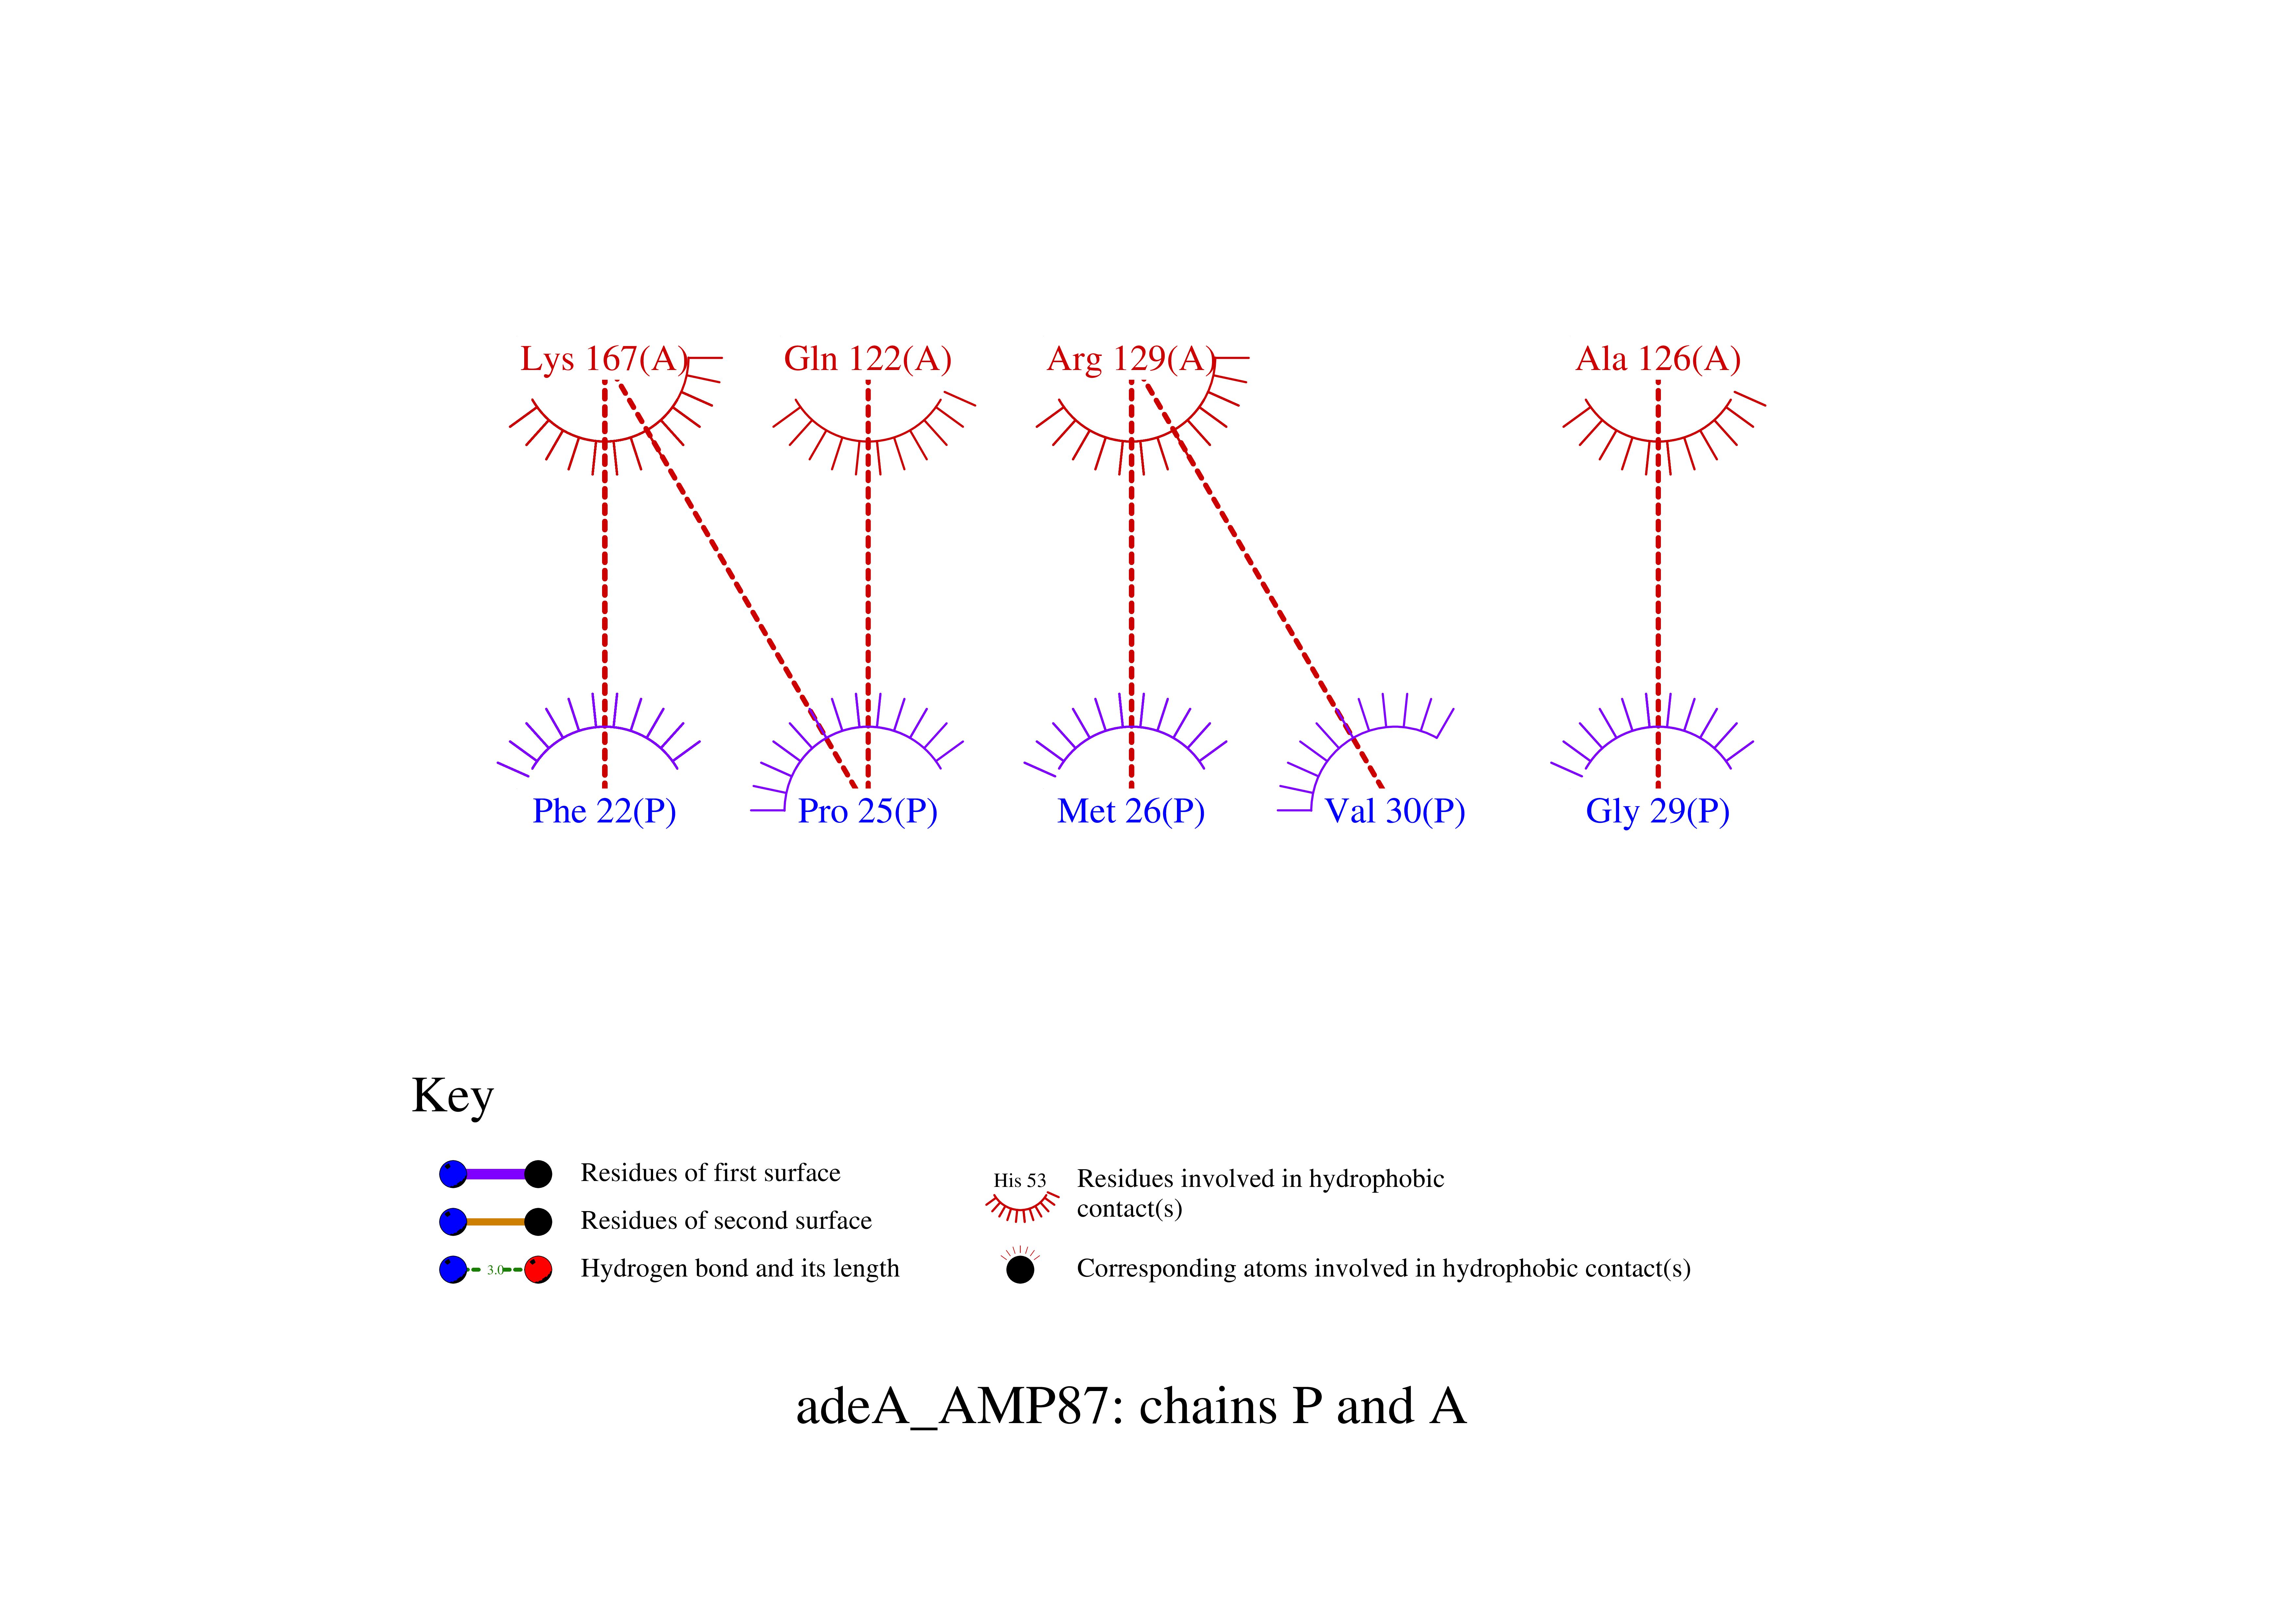 Lys 167(A) Gln 122(A) Arg 129(A) Ala 126(A)
Phe 22(P) Pro 25(P) Met 26(P) Val 30(P) Gly 29(P)
Key
Residues of first surface
Residues of second surface
3.0 Hydrogen bond and its length
His 53 Residues involved in hydrophobic
contact(s)
Corresponding atoms involved in hydrophobic contact(s)
adeA_AMP87: chains P and A